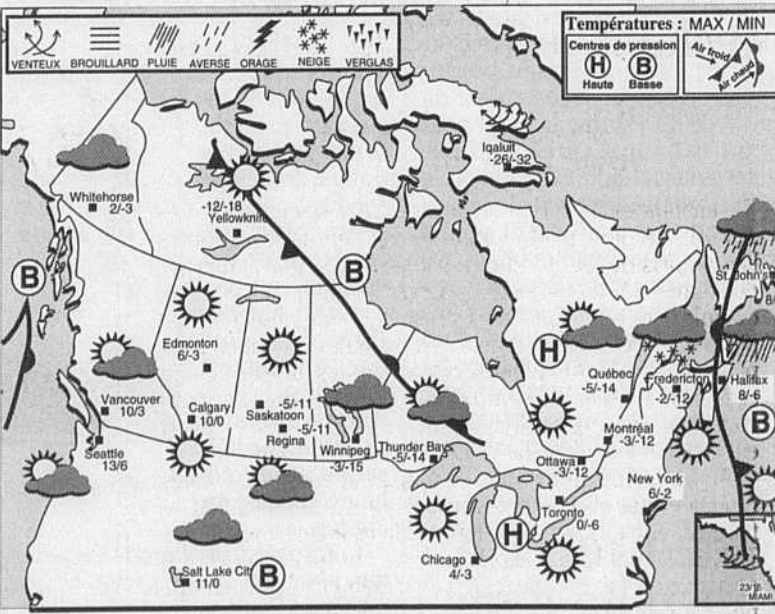 VENTEUX BROUILLARD PLUIE AVERSE ORAGE NEIGE VERGLAS
Températures : MAX / MIN
Centres de pression
H B
Haute Basse
Air froid
Air chaud
Iqaluit
-26/-32
Whitehorse
2/-3
-12/-18
Yellowknife
B
B
St. John's
8
Edmonton
6/-3
H
Québec
-5/-14
Fredericton
-2/-12
Halifax
8/-6
Vancouver
10/3
Calgary
10/0
-5/-11
Saskatoon
-5/-11
Regina
Winnipeg
-3/-15
Thunder Bay
-5/-14
Montréal
-3/-12
B
Seattle
13/6
Ottawa
-3/-12
New York
6/-2
Toronto
0/-6
H
Chicago
4/-3
Salt Lake City
11/0
B
MIAMI